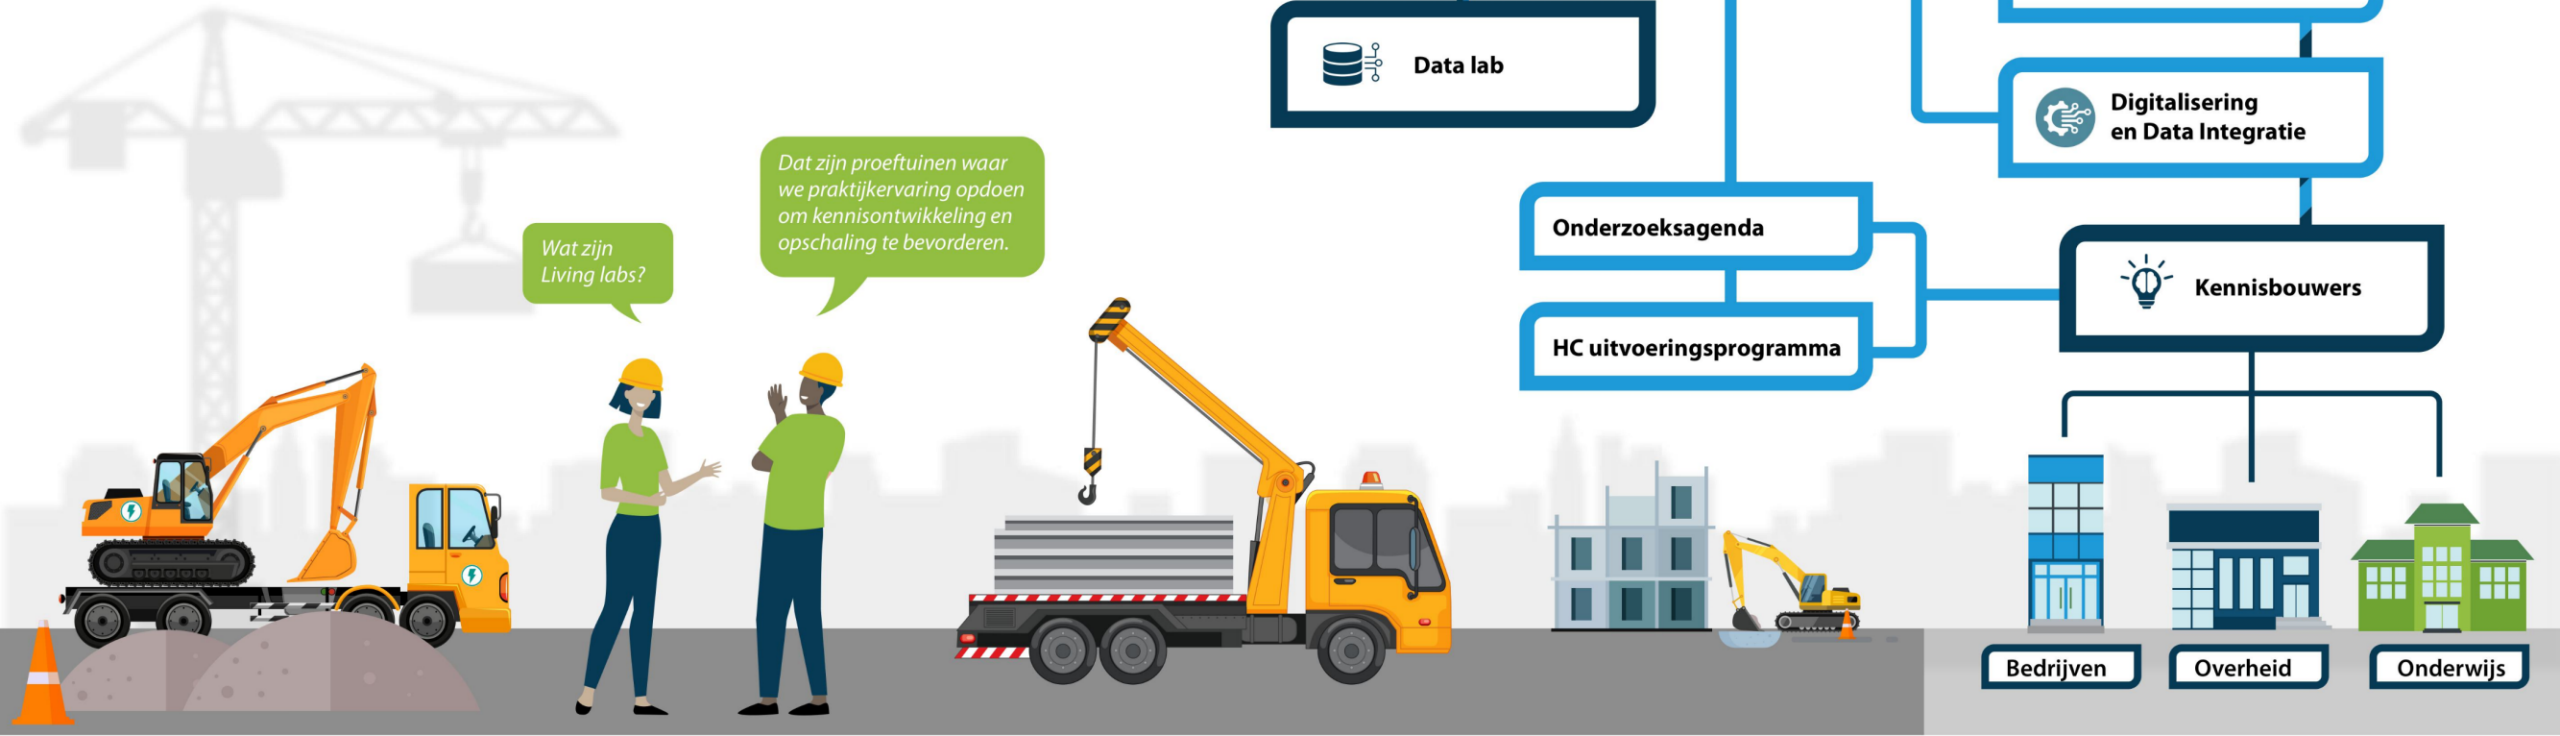 Data lab
Digitalisering
en Data Integratie
Dat zijn proeftuinen waar
we praktijkervaring opdoen
om kennisontwikkeling en
opschaling te bevorderen.
Wat zijn
Living labs?
Onderzoeksagenda
Kennisbouwers
HC uitvoeringsprogramma
Bedrijven
Overheid
Onderwijs